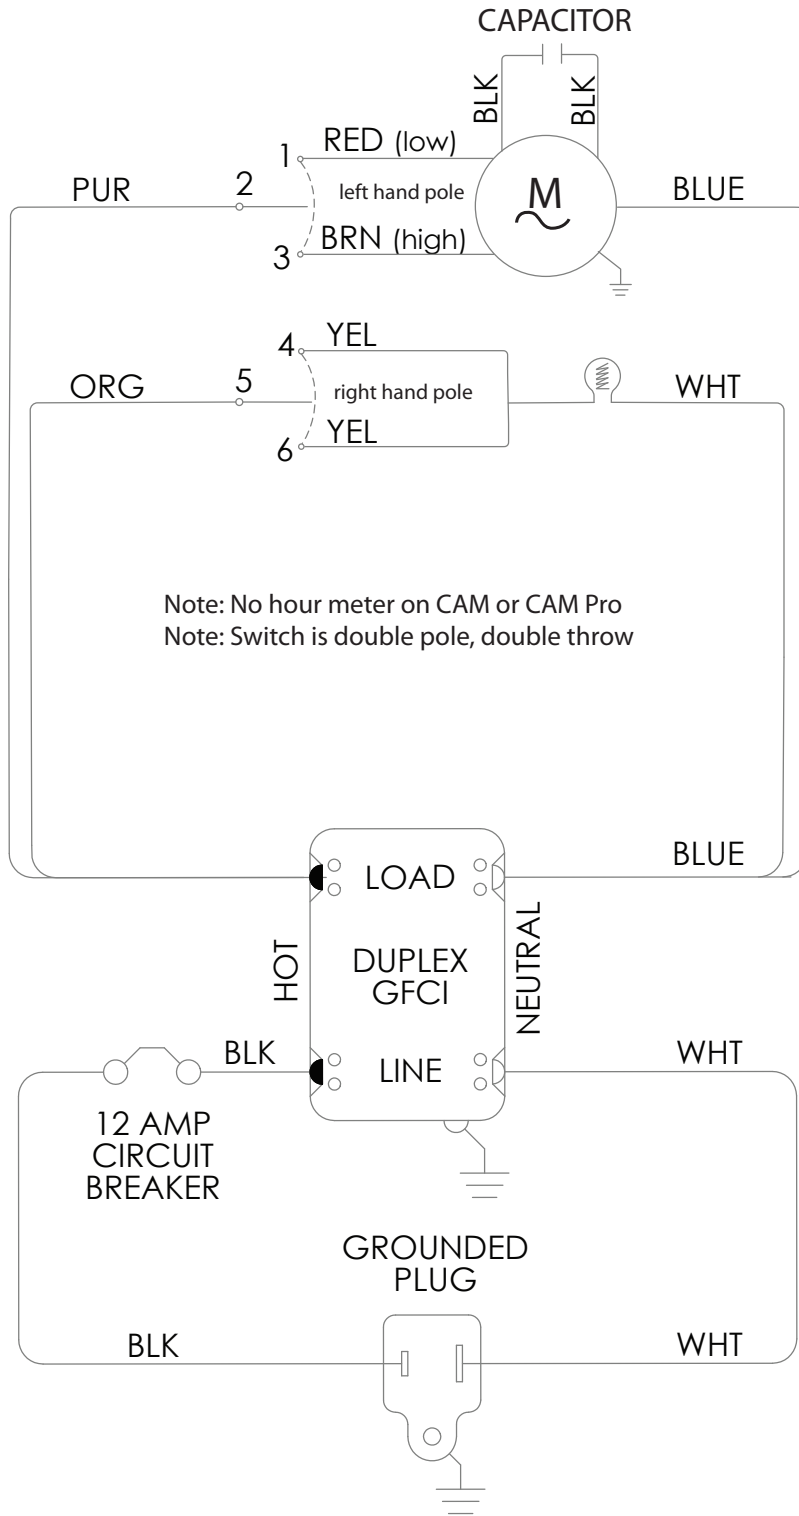 CAPACITOR
BLK
BLK
1
RED (low)
PUR
2
left hand pole
M
BLUE
3
BRN (high)
4
YEL
ORG
5
right hand pole
WHT
6
YEL
Note: No hour meter on CAM or CAM Pro
Note: Switch is double pole, double throw
BLUE
LOAD
HOT
DUPLEX
GFCI
NEUTRAL
BLK
LINE
WHT
12 AMP
CIRCUIT
BREAKER
GROUNDED
PLUG
BLK
WHT